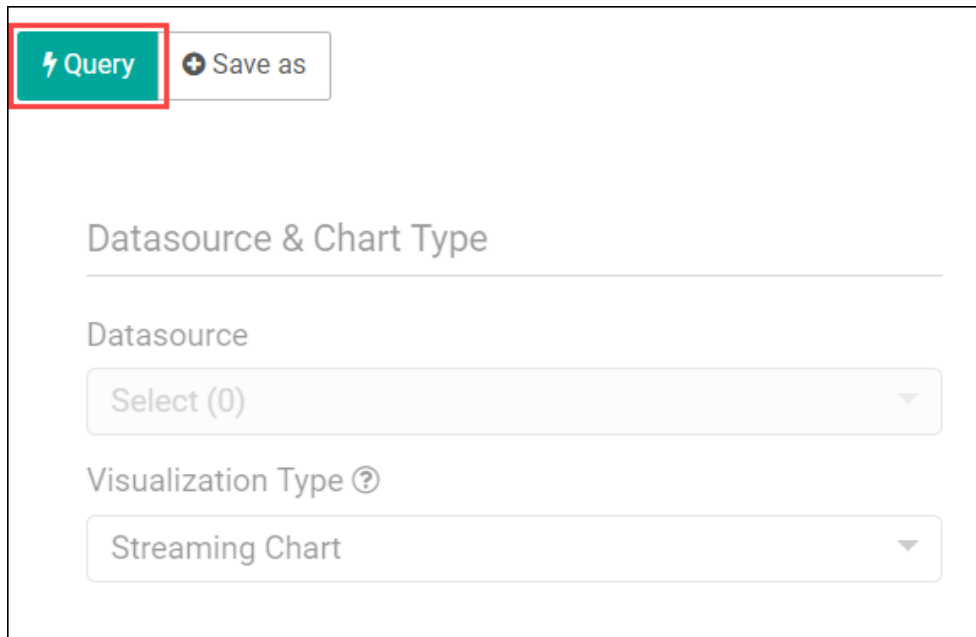 Query Save as
Datasource & Chart Type
Datasource
Select (0)
Visualization Type
Streaming Chart